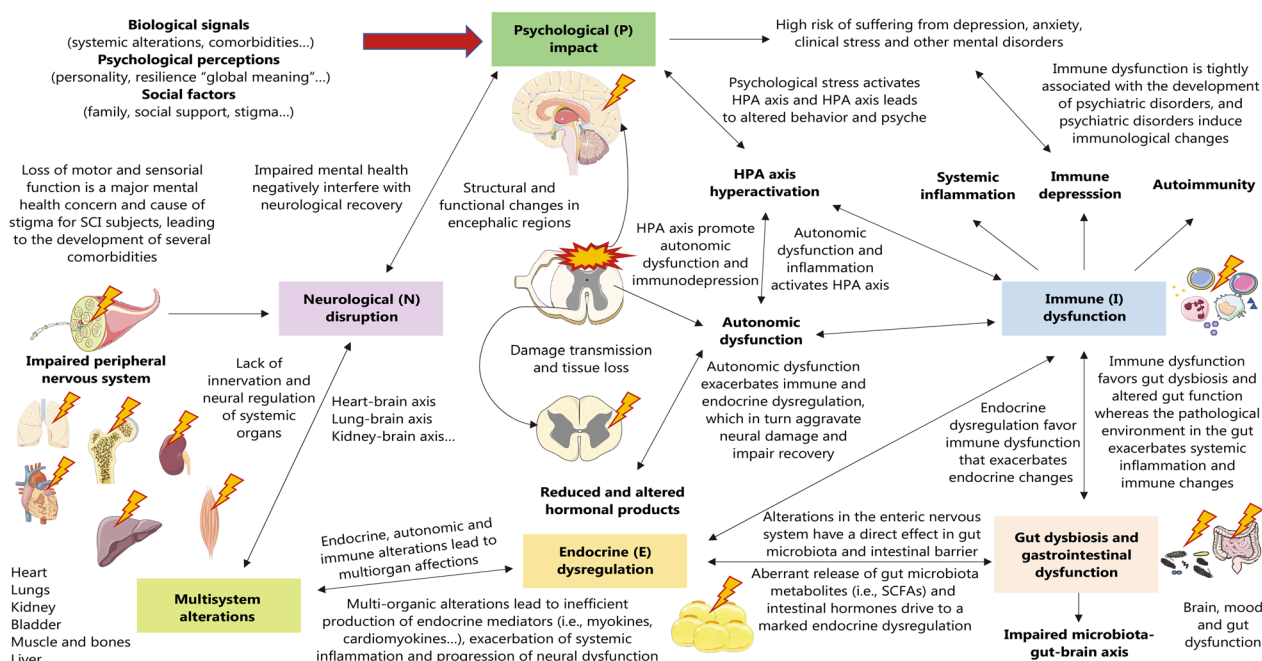 Biological signals
(systemic alterations, comorbidities...)
Psychological perceptions
(personality, resilience “global meaning”...)
Social factors
(family, social support, stigma...)
Psychological (P)
impact
High risk of suffering from depression, anxiety,
clinical stress and other mental disorders
Psychological stress activates
HPA axis and HPA axis leads
to altered behavior and psyche
Immune dysfunction is tightly
associated with the development
of psychiatric disorders, and
psychiatric disorders induce
immunological changes
Loss of motor and sensorial
function is a major mental
health concern and cause of
stigma for SCI subjects, leading
to the development of several
comorbidities
Impaired mental health
negatively interfere with
neurological recovery
Structural and
functional changes in
encephalic regions
HPA axis
hyperactivation
Systemic
inflammation
Immune
depresssion
Autoimmunity
HPA axis promote
autonomic
dysfunction and
immunodepression
Autonomic
dysfunction and
inflammation
activates HPA axis
Neurological (N)
disruption
Immune (I)
dysfunction
Impaired peripheral
nervous system
Autonomic
dysfunction
Damage transmission
and tissue loss
Lack of
innervation and
neural regulation
of systemic
organs
Heart-brain axis
Lung-brain axis
Kidney-brain axis...
Autonomic dysfunction
exacerbates immune and
endocrine dysregulation,
which in turn aggravate
neural damage and
impair recovery
Endocrine
dysregulation favor
immune dysfunction
that exacerbates
endocrine changes
Immune dysfunction
favors gut dysbiosis and
altered gut function
whereas the pathological
environment in the gut
exacerbates systemic
inflammation and
immune changes
Reduced and altered
hormonal products
Endocrine, autonomic and
immune alterations lead to
multiorgan affections
Endocrine (E)
dysregulation
Alterations in the enteric nervous
system have a direct effect in gut
microbiota and intestinal barrier
Gut dysbiosis and
gastrointestinal
dysfunction
Aberrant release of gut microbiota
metabolites (i.e., SCFAs) and
intestinal hormones drive to a
marked endocrine dysregulation
Heart
Lungs
Kidney
Bladder
Muscle and bones
Liver
Multisystem
alterations
Multi-organic alterations lead to inefficient
production of endocrine mediators (i.e., myokines,
cardiomyokines...), exacerbation of systemic
inflammation and progression of neural dysfunction
Impaired microbiota-
gut-brain axis
Brain, mood
and gut
dysfunction